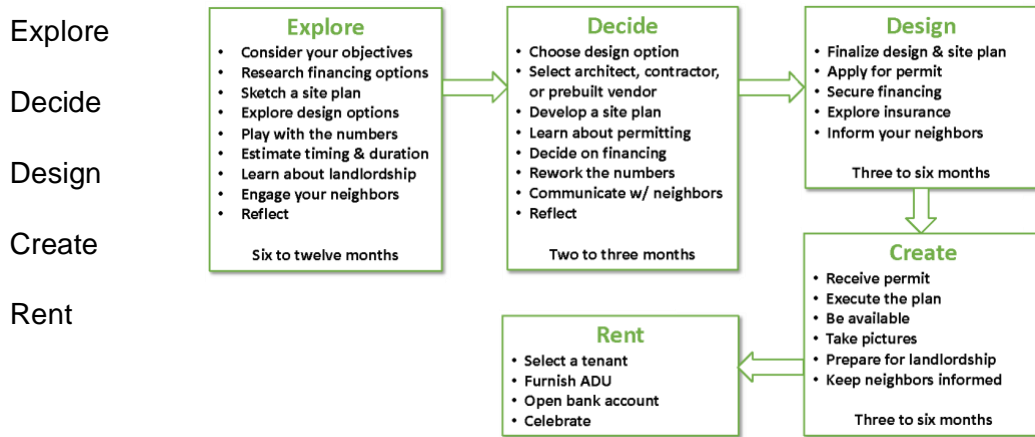 Explore
Decide
Design
Create
Rent
Explore
• Consider your objectives
• Research financing options
• Sketch a site plan
• Explore design options
• Play with the numbers
• Estimate timing & duration
• Learn about landlordship
• Engage your neighbors
• Reflect
Six to twelve months
Decide
• Choose design option
• Select architect, contractor,
or prebuilt vendor
• Develop a site plan
• Learn about permitting
• Decide on financing
• Rework the numbers
• Communicate w/ neighbors
• Reflect
Two to three months
Design
• Finalize design & site plan
• Apply for permit
• Secure financing
• Explore insurance
• Inform your neighbors
Three to six months
Create
• Receive permit
• Execute the plan
• Be available
• Take pictures
• Prepare for landlordship
• Keep neighbors informed
Three to six months
Rent
• Select a tenant
• Furnish ADU
• Open bank account
• Celebrate